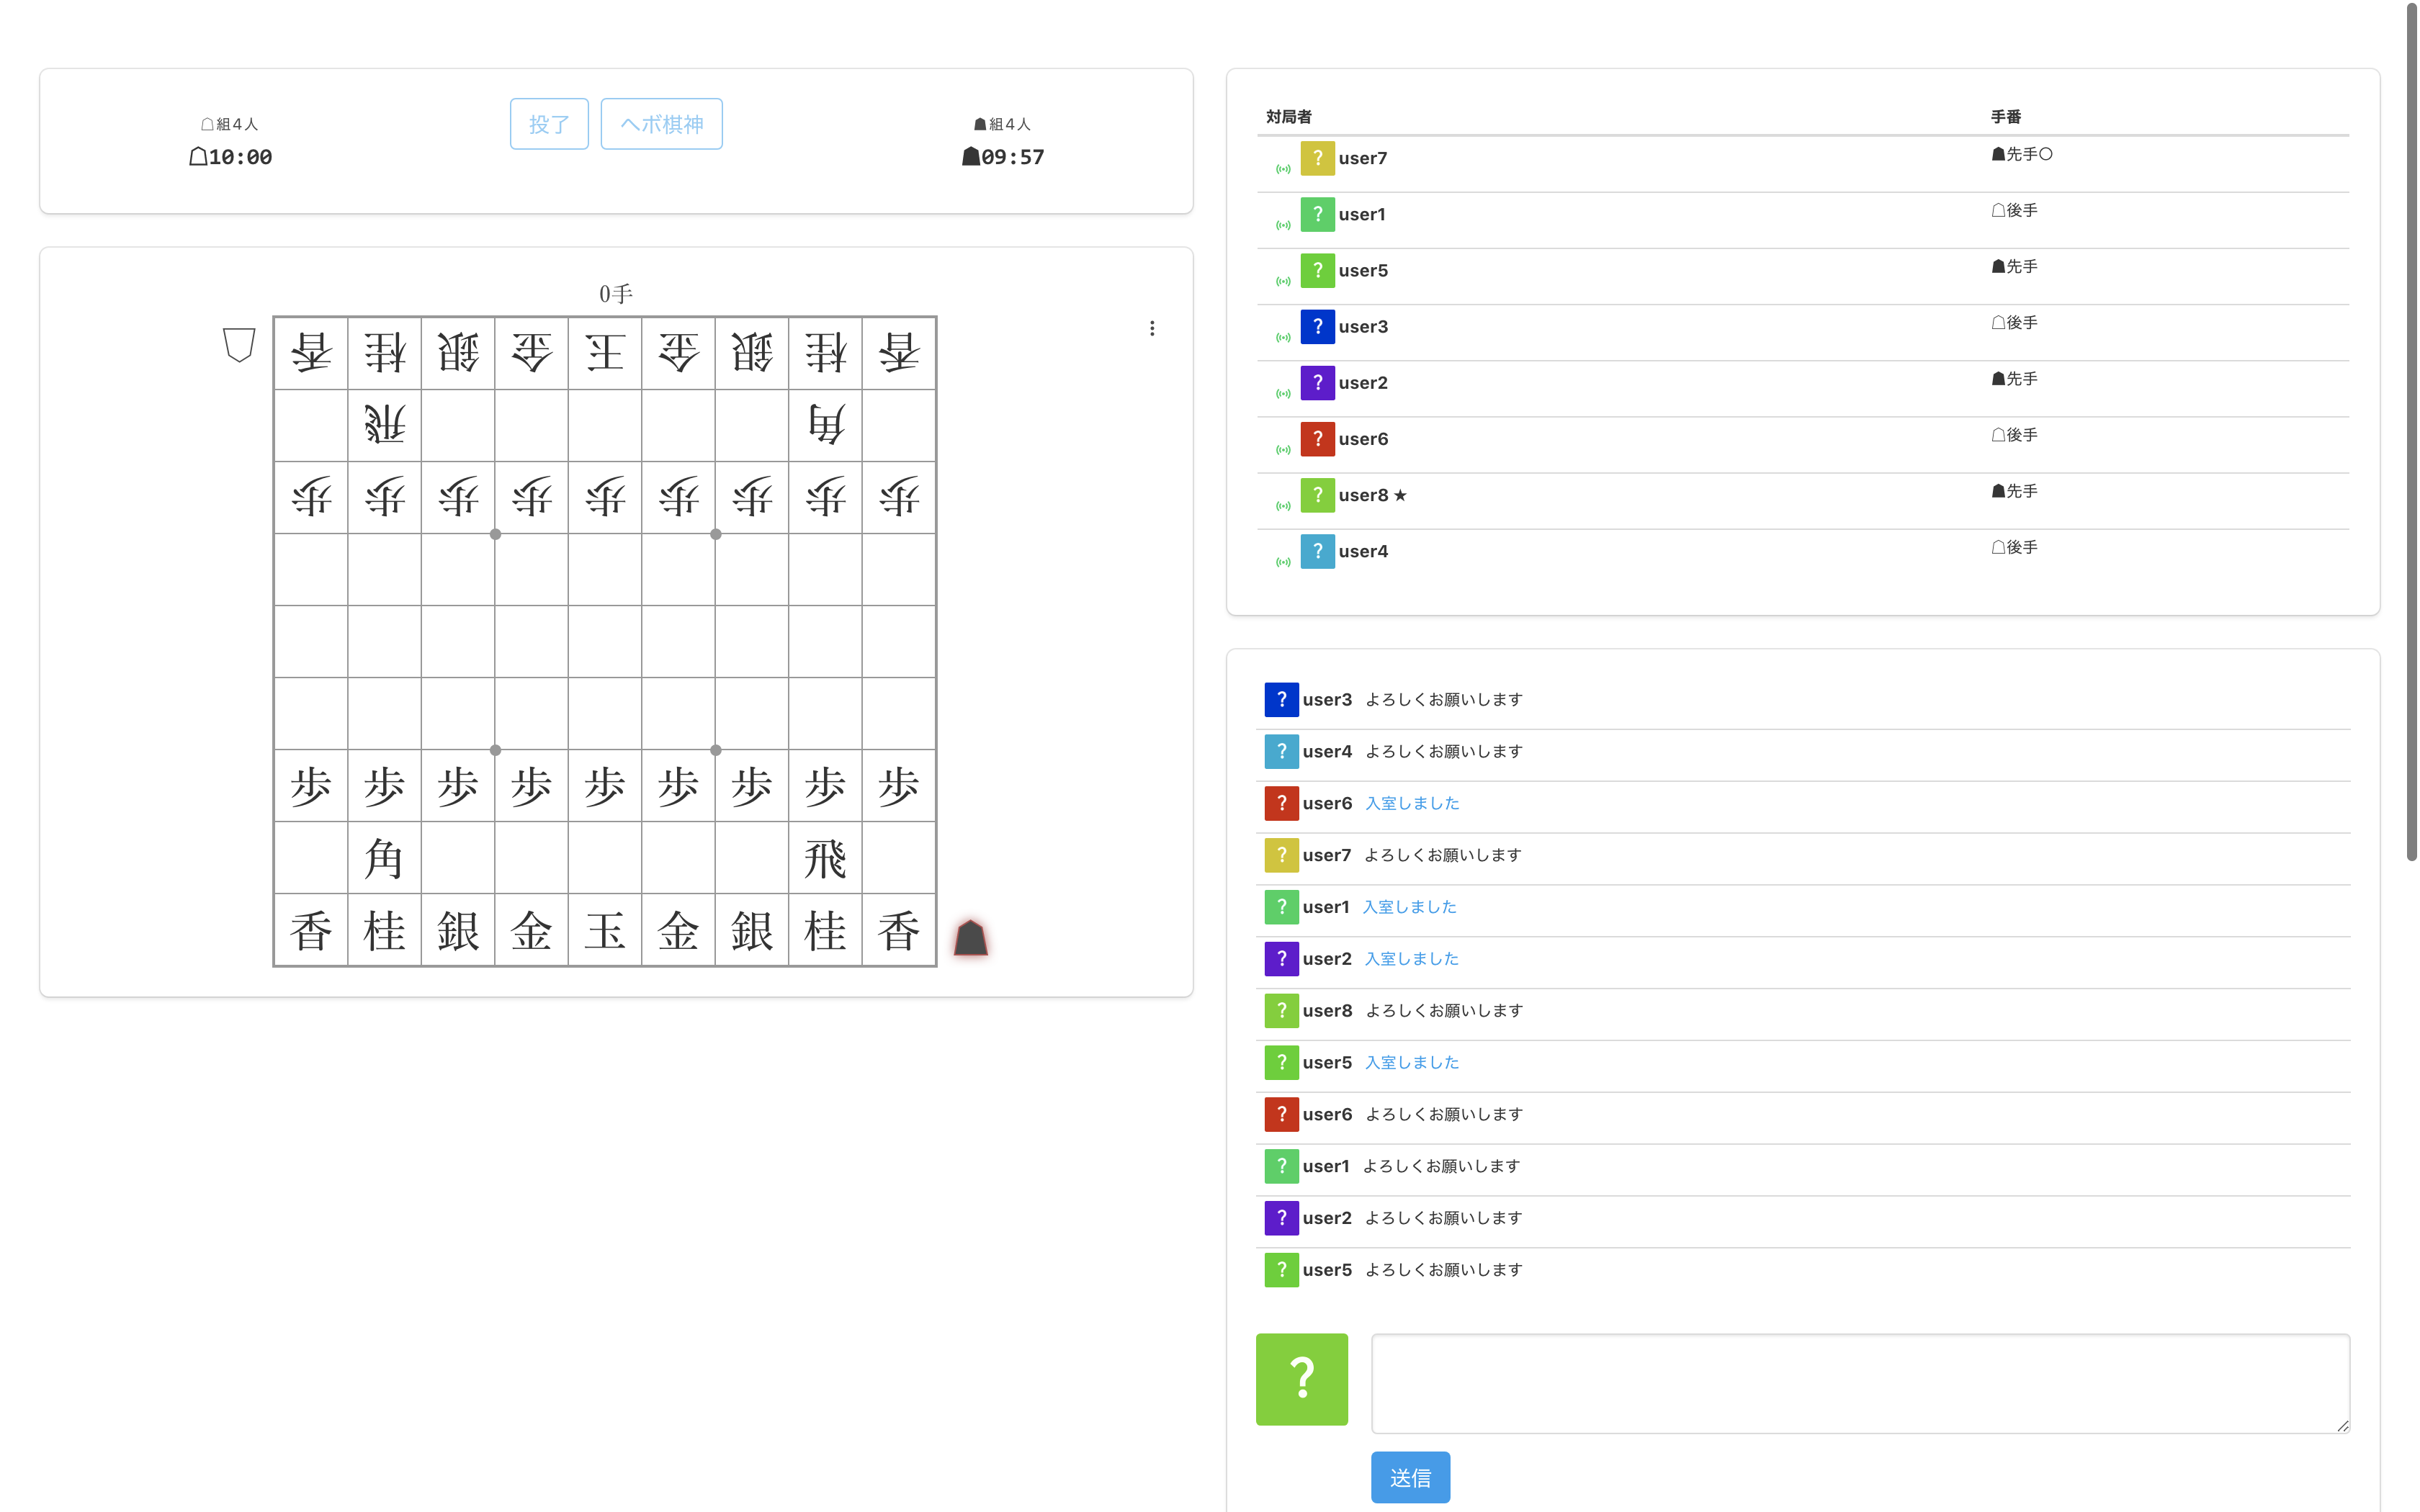 ☖組4人
☖10:00
投了
ヘボ棋神
☗組4人
☗09:57
0手
香桂銀金王金銀桂香
飛角
歩歩歩歩歩歩歩歩歩
歩歩歩歩歩歩歩歩歩
角飛
香桂銀金玉金銀桂香
対局者 手番
? user7 ☗先手○
? user1 ☖後手
? user5 ☗先手
? user3 ☖後手
? user2 ☗先手
? user6 ☖後手
? user8 ★ ☗先手
? user4 ☖後手
? user3 よろしくお願いします
? user4 よろしくお願いします
? user6 入室しました
? user7 よろしくお願いします
? user1 入室しました
? user2 入室しました
? user8 よろしくお願いします
? user5 入室しました
? user6 よろしくお願いします
? user1 よろしくお願いします
? user2 よろしくお願いします
? user5 よろしくお願いします
?
送信